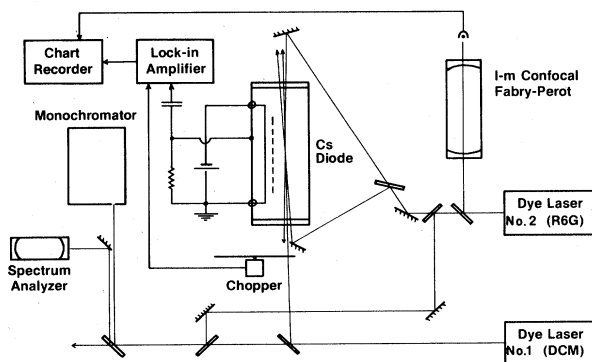 Chart
Recorder
Lock-in
Amplifier
Monochromator
Cs
Diode
I-m Confocal
Fabry-Perot
Dye Laser
No. 2 (R6G)
Spectrum
Analyzer
Chopper
Dye Laser
No.1 (DCM)